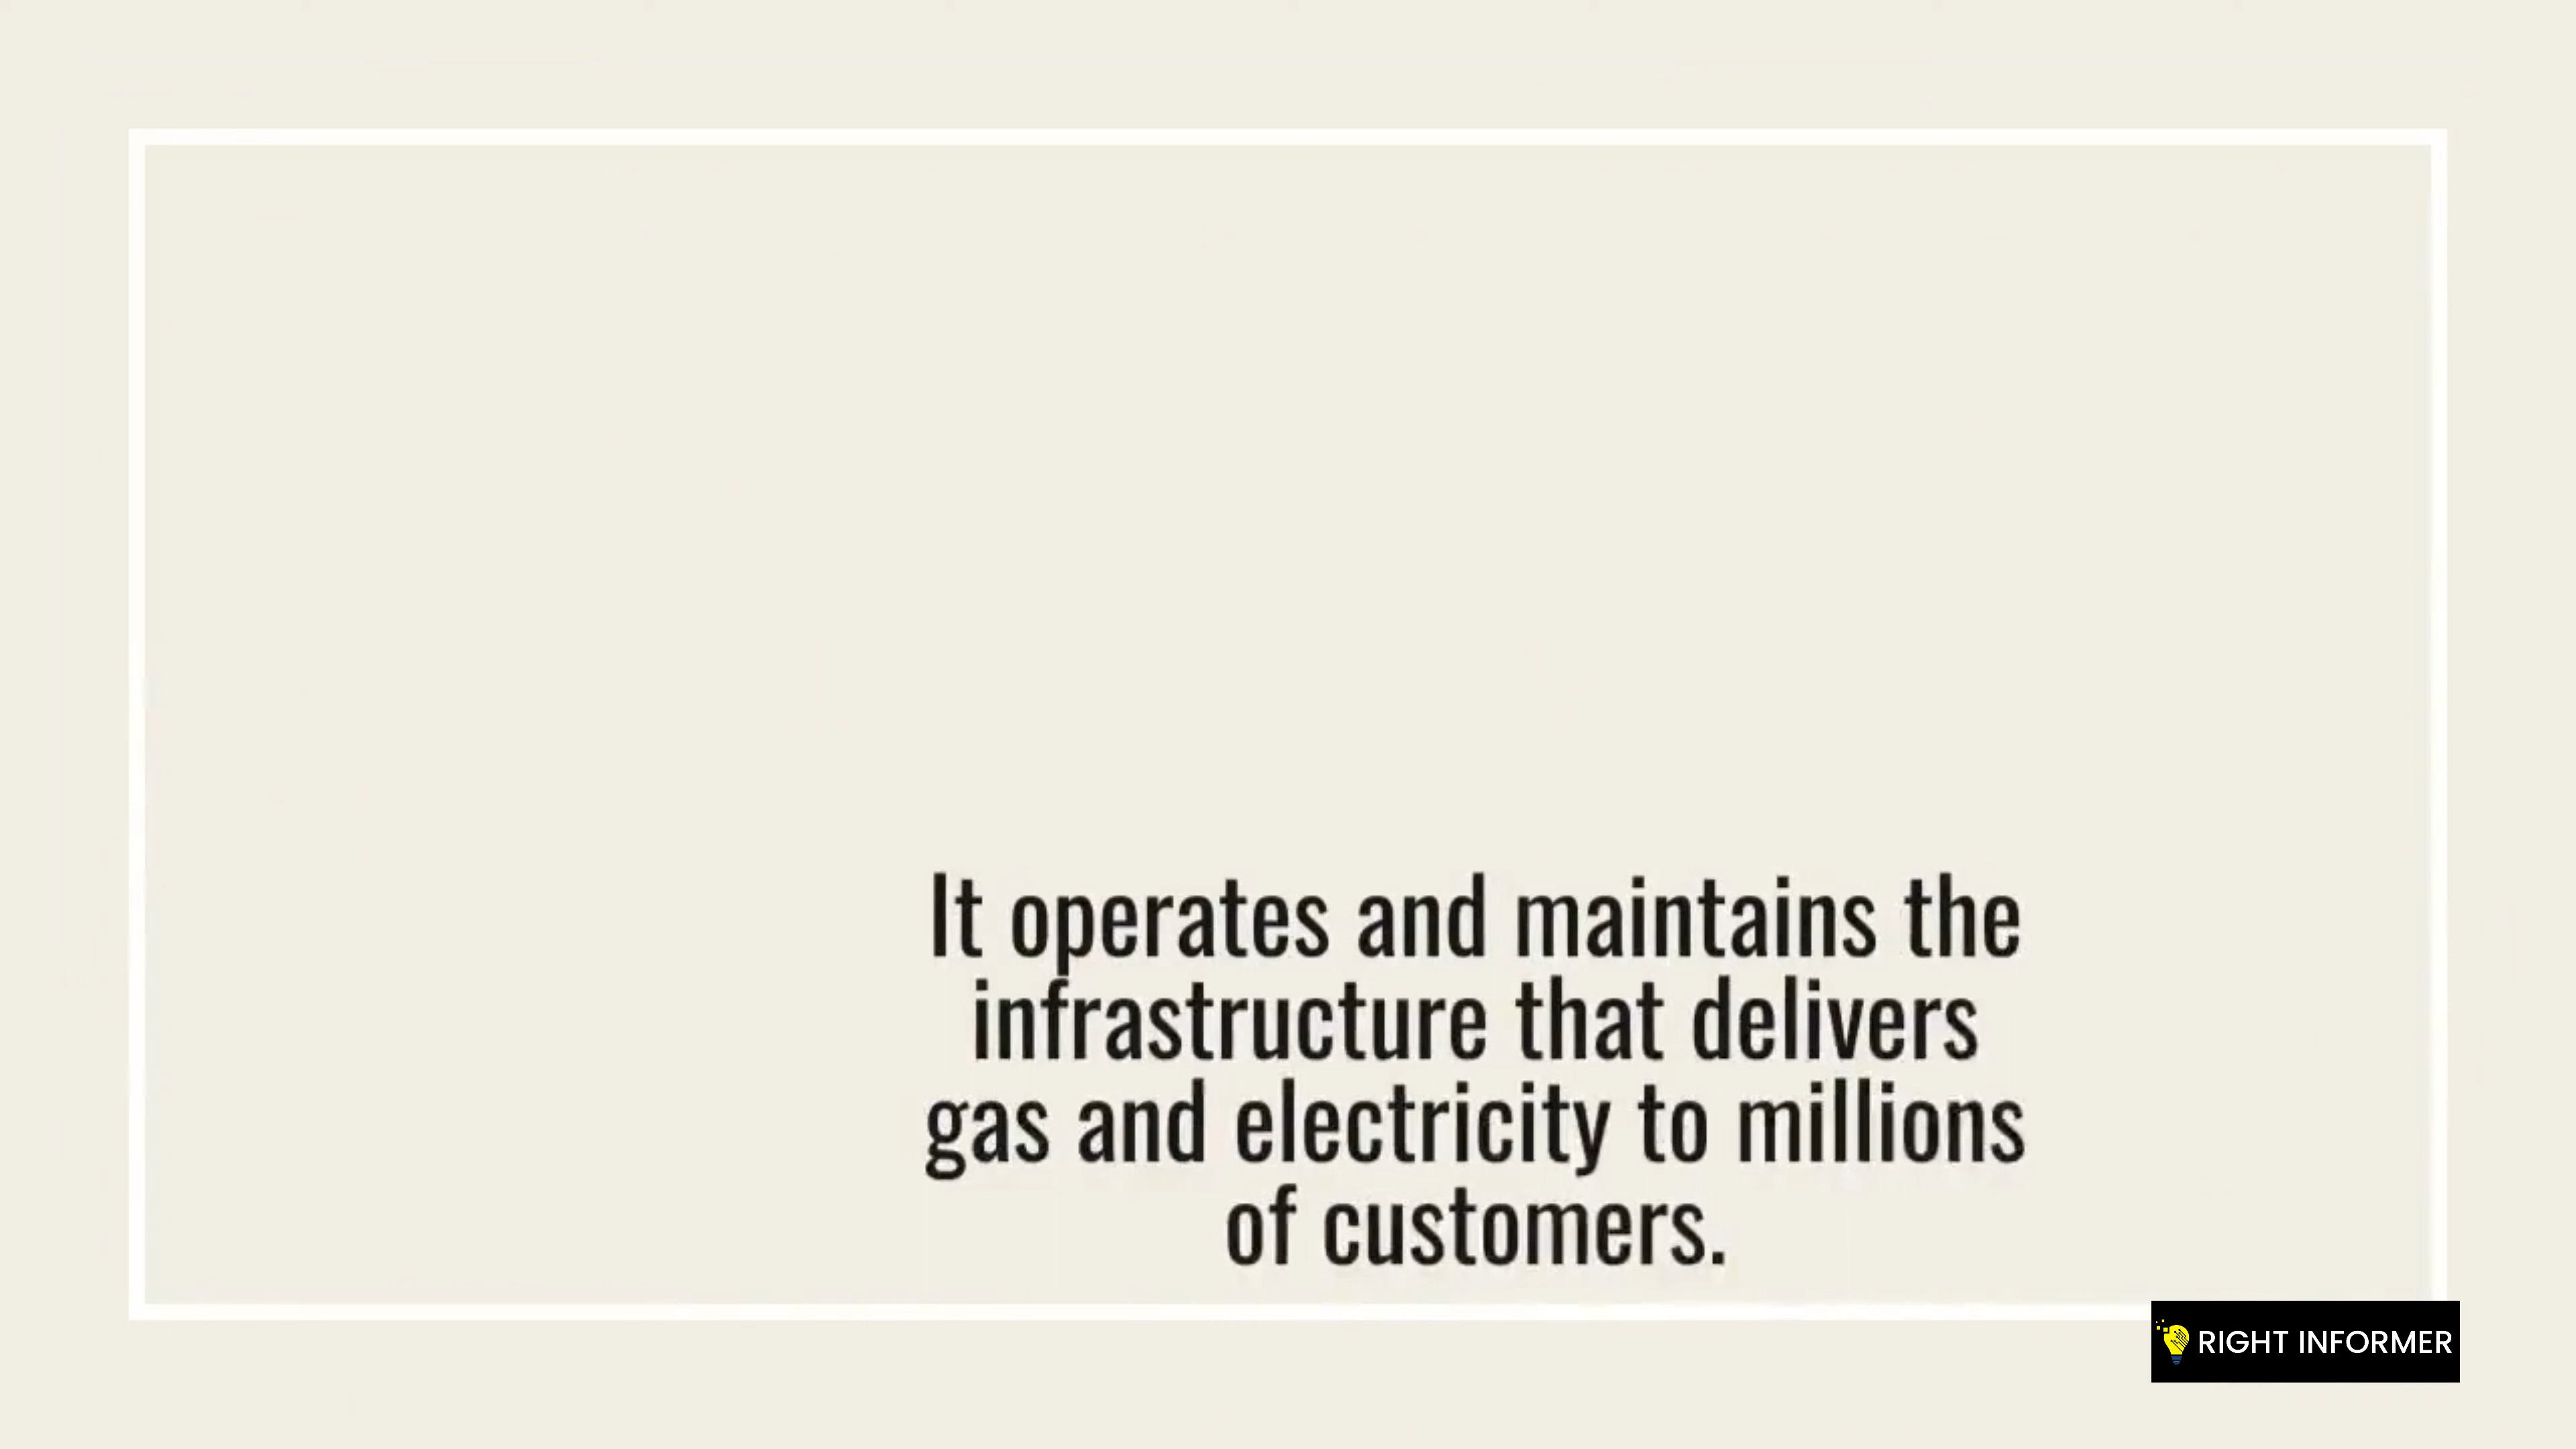 It operates and maintains the
infrastructure that delivers
gas and electricity to millions
of customers.
RIGHT INFORMER